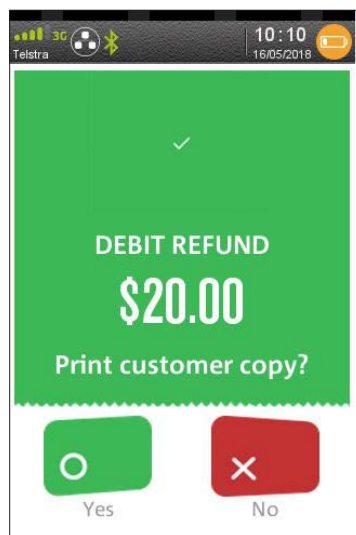 3G
10:10
Telstra
16/05/2018
DEBIT REFUND
$20.00
Print customer copy?
Yes
No